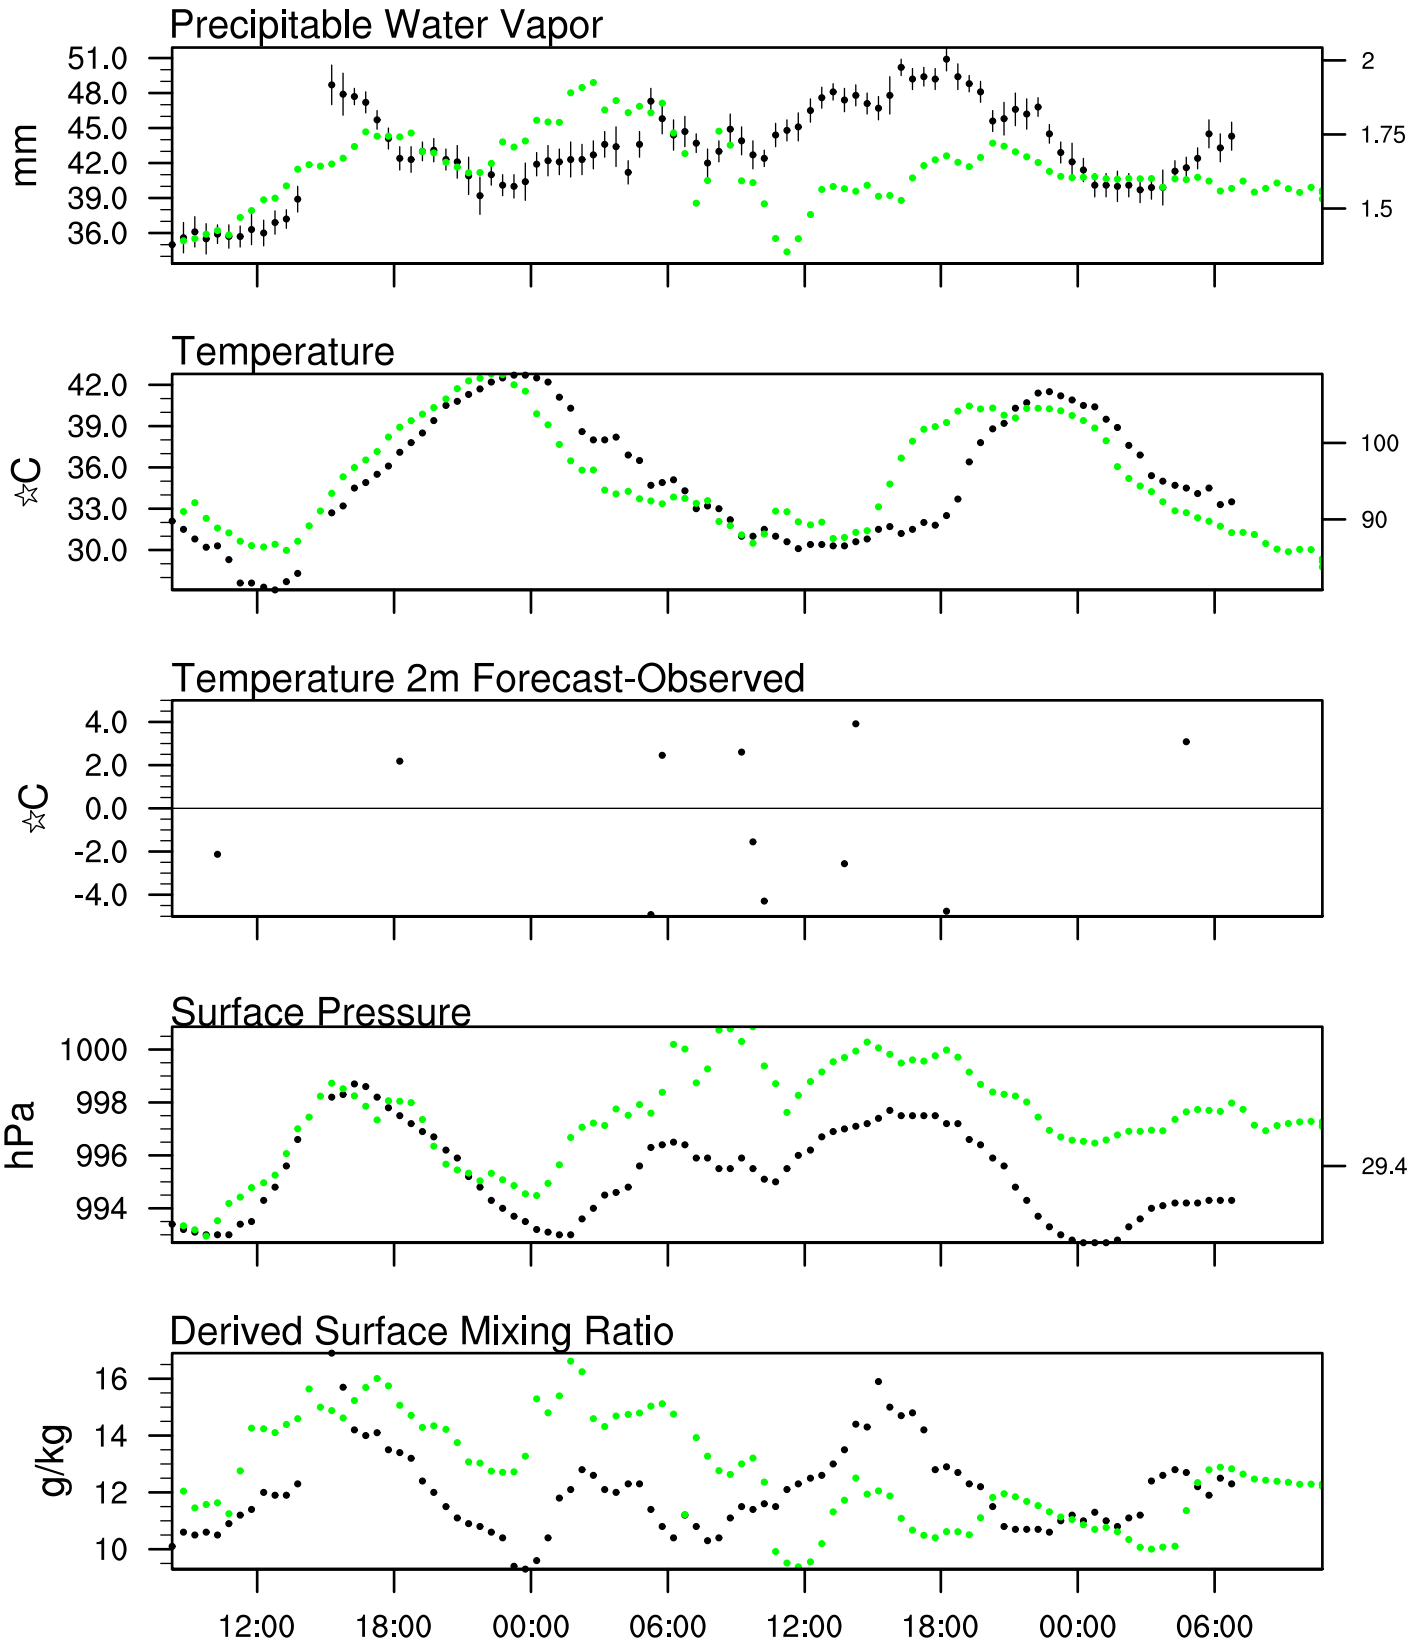 Precipitable Water Vapor
51.0
48.0
45.0
42.0
39.0
36.0
mm
2
1.75
1.5
Temperature
42.0
39.0
36.0
33.0
30.0
☆C
100
90
Temperature 2m Forecast-Observed
4.0
2.0
0.0
-2.0
-4.0
☆C
Surface Pressure
1000
998
996
994
hPa
29.4
Derived Surface Mixing Ratio
16
14
12
10
g/kg
12:00 18:00 00:00 06:00 12:00 18:00 00:00 06:00